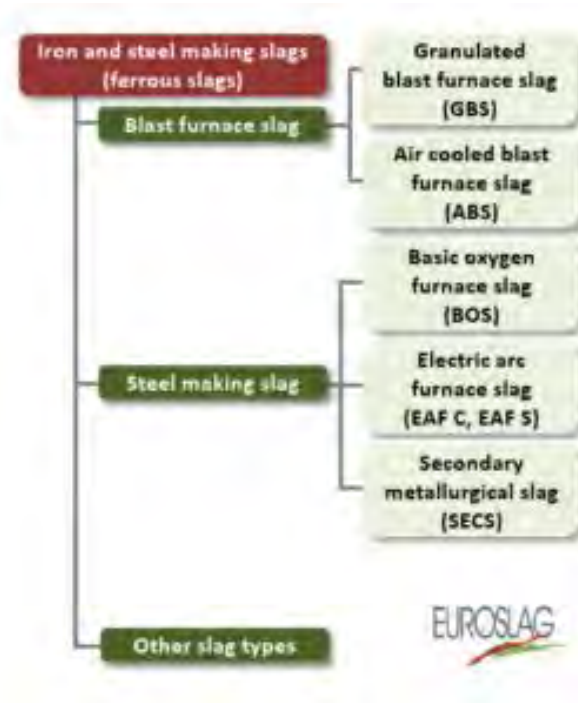 Iron and steel making slags
(ferrous slags)
Blast furnace slag
Granulated
blast furnace slag
(GBS)
Air cooled blast
furnace slag
(ABS)
Steel making slag
Basic oxygen
furnace slag
(BOS)
Electric arc
furnace slag
(EAF C, EAF S)
Secondary
metallurgical slag
(SECS)
Other slag types
EUROSLAG